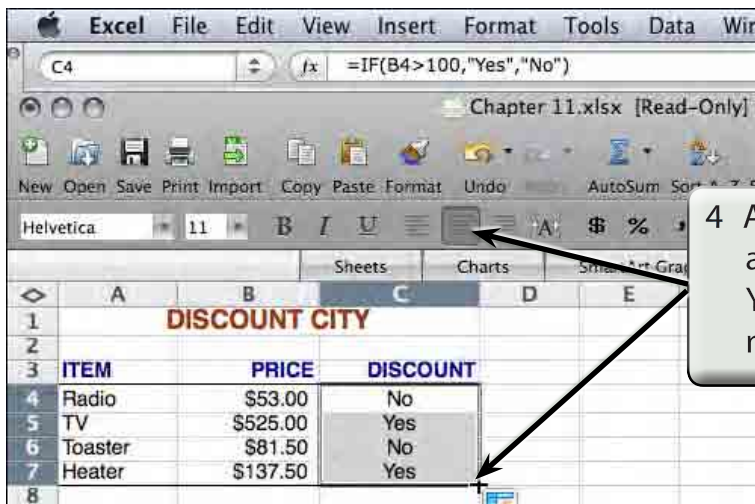 Excel File Edit View Insert Format Tools Data
C4 fx =IF(B4>100,"Yes","No")
Chapter 11.xlsx [Read-Only]
New Open Save Print Import Copy Paste Format Undo AutoSum
Helvetica 11 B I U A $ %
Sheets Charts
A B C D E
1 DISCOUNT CITY
2
3 ITEM PRICE DISCOUNT
4 Radio $53.00 No
5 TV $525.00 Yes
6 Toaster $81.50 No
7 Heater $137.50 Yes
8
4